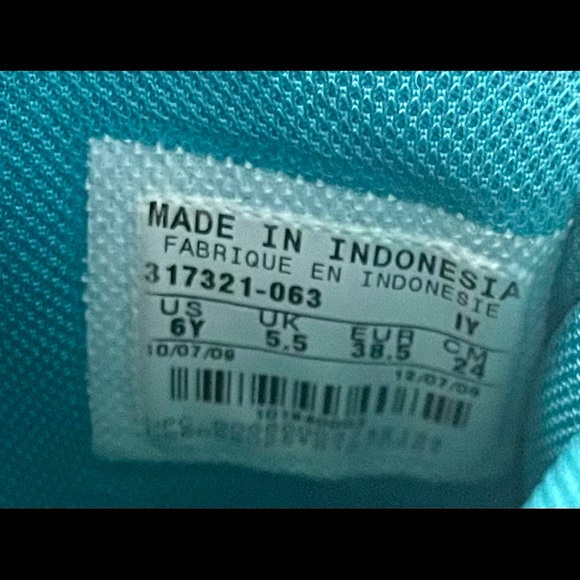 MADE IN INDONESIA
FABRIQUE EN INDONESIE
317321-063 IY
US UK EUR CM
6Y 5.5 38.5 24
10/07/09 12/07/09